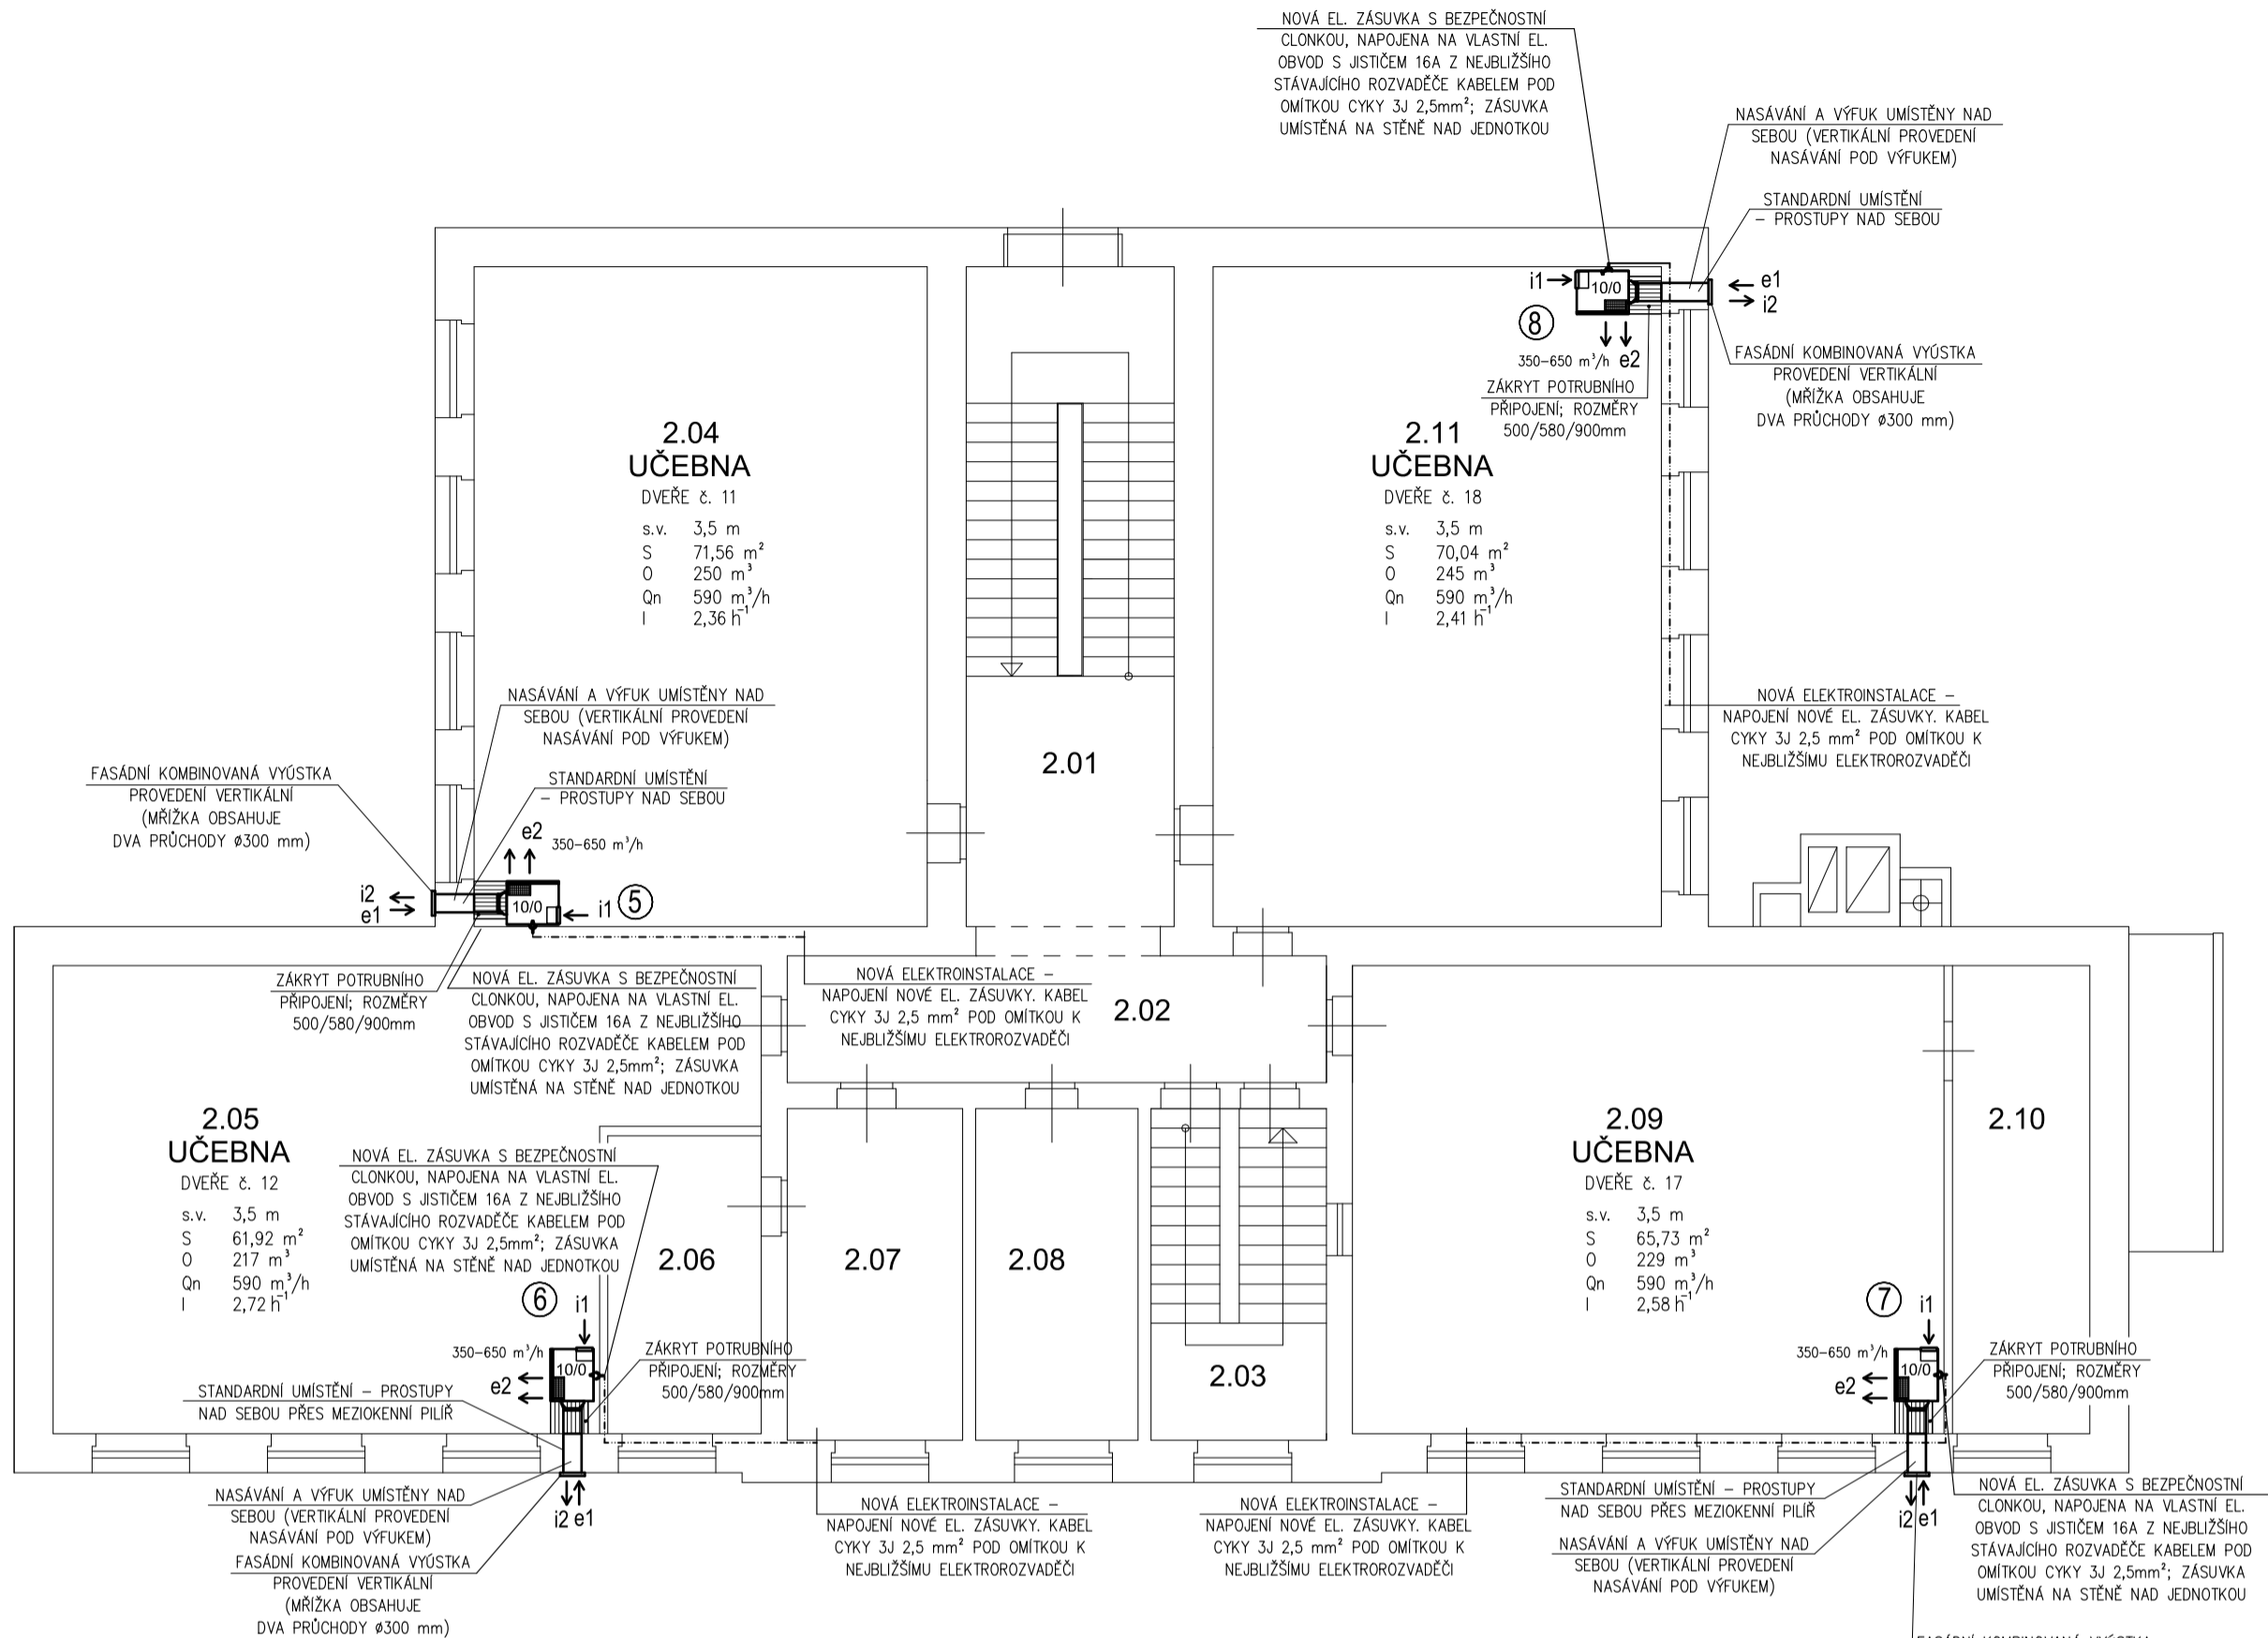 NOVÁ EL. ZÁSUVKA S BEZPEČNOSTNÍ
CLONKOU, NAPOJENA NA VLASTNÍ EL.
OBVOD S JISTIČEM 16A Z NEJBLIŽŠÍHO
STÁVAJÍCÍHO ROZVADĚČE KABELEM POD
OMÍTKOU CYKY 3J 2,5mm²; ZÁSUVKA
UMÍSTĚNÁ NA STĚNĚ NAD JEDNOTKOU
NASÁVÁNÍ A VÝFUK UMÍSTĚNY NAD
SEBOU (VERTIKÁLNÍ PROVEDENÍ
NASÁVÁNÍ POD VÝFUKEM)
STANDARDNÍ UMÍSTĚNÍ
– PROSTUPY NAD SEBOU
i1
10/0
e1
i2
8
350–650 m³/h e2
ZÁKRYT POTRUBNÍHO
PŘIPOJENÍ; ROZMĚRY
500/580/900mm
FASÁDNÍ KOMBINOVANÁ VYÚSTKA
PROVEDENÍ VERTIKÁLNÍ
(MŘÍŽKA OBSAHUJE
DVA PRŮCHODY ø300 mm)
2.04
UČEBNA
DVEŘE č. 11
s.v. 3,5 m
S 71,56 m²
O 250 m³
Qn 590 m³/h
I 2,36 h⁻¹
2.11
UČEBNA
DVEŘE č. 18
s.v. 3,5 m
S 70,04 m²
O 245 m³
Qn 590 m³/h
I 2,41 h⁻¹
NASÁVÁNÍ A VÝFUK UMÍSTĚNY NAD
SEBOU (VERTIKÁLNÍ PROVEDENÍ
NASÁVÁNÍ POD VÝFUKEM)
FASÁDNÍ KOMBINOVANÁ VYÚSTKA
PROVEDENÍ VERTIKÁLNÍ
(MŘÍŽKA OBSAHUJE
DVA PRŮCHODY ø300 mm)
STANDARDNÍ UMÍSTĚNÍ
– PROSTUPY NAD SEBOU
e2
350–650 m³/h
i2
e1
10/0
i1
5
2.01
NOVÁ ELEKTROINSTALACE –
NAPOJENÍ NOVÉ EL. ZÁSUVKY. KABEL
CYKY 3J 2,5 mm² POD OMÍTKOU K
NEJBLIŽŠÍMU ELEKTROROZVADĚČI
ZÁKRYT POTRUBNÍHO
PŘIPOJENÍ; ROZMĚRY
500/580/900mm
NOVÁ EL. ZÁSUVKA S BEZPEČNOSTNÍ
CLONKOU, NAPOJENA NA VLASTNÍ EL.
OBVOD S JISTIČEM 16A Z NEJBLIŽŠÍHO
STÁVAJÍCÍHO ROZVADĚČE KABELEM POD
OMÍTKOU CYKY 3J 2,5mm²; ZÁSUVKA
UMÍSTĚNÁ NA STĚNĚ NAD JEDNOTKOU
NOVÁ ELEKTROINSTALACE –
NAPOJENÍ NOVÉ EL. ZÁSUVKY. KABEL
CYKY 3J 2,5 mm² POD OMÍTKOU K
NEJBLIŽŠÍMU ELEKTROROZVADĚČI
2.02
2.05
UČEBNA
DVEŘE č. 12
s.v. 3,5 m
S 61,92 m²
O 217 m³
Qn 590 m³/h
I 2,72 h⁻¹
NOVÁ EL. ZÁSUVKA S BEZPEČNOSTNÍ
CLONKOU, NAPOJENA NA VLASTNÍ EL.
OBVOD S JISTIČEM 16A Z NEJBLIŽŠÍHO
STÁVAJÍCÍHO ROZVADĚČE KABELEM POD
OMÍTKOU CYKY 3J 2,5mm²; ZÁSUVKA
UMÍSTĚNÁ NA STĚNĚ NAD JEDNOTKOU
2.06
2.07
2.08
2.03
2.09
UČEBNA
DVEŘE č. 17
s.v. 3,5 m
S 65,73 m²
O 229 m³
Qn 590 m³/h
I 2,58 h⁻¹
2.10
6
i1
350–650 m³/h
10/0
e2
ZÁKRYT POTRUBNÍHO
PŘIPOJENÍ; ROZMĚRY
500/580/900mm
STANDARDNÍ UMÍSTĚNÍ – PROSTUPY
NAD SEBOU PŘES MEZIOKENNÍ PILÍŘ
NASÁVÁNÍ A VÝFUK UMÍSTĚNY NAD
SEBOU (VERTIKÁLNÍ PROVEDENÍ
NASÁVÁNÍ POD VÝFUKEM)
i2 e1
FASÁDNÍ KOMBINOVANÁ VYÚSTKA
PROVEDENÍ VERTIKÁLNÍ
(MŘÍŽKA OBSAHUJE
DVA PRŮCHODY ø300 mm)
NOVÁ ELEKTROINSTALACE –
NAPOJENÍ NOVÉ EL. ZÁSUVKY. KABEL
CYKY 3J 2,5 mm² POD OMÍTKOU K
NEJBLIŽŠÍMU ELEKTROROZVADĚČI
NOVÁ ELEKTROINSTALACE –
NAPOJENÍ NOVÉ EL. ZÁSUVKY. KABEL
CYKY 3J 2,5 mm² POD OMÍTKOU K
NEJBLIŽŠÍMU ELEKTROROZVADĚČI
7
i1
350–650 m³/h
10/0
e2
ZÁKRYT POTRUBNÍHO
PŘIPOJENÍ; ROZMĚRY
500/580/900mm
STANDARDNÍ UMÍSTĚNÍ – PROSTUPY
NAD SEBOU PŘES MEZIOKENNÍ PILÍŘ
i2 e1
NASÁVÁNÍ A VÝFUK UMÍSTĚNY NAD
SEBOU (VERTIKÁLNÍ PROVEDENÍ
NASÁVÁNÍ POD VÝFUKEM)
NOVÁ EL. ZÁSUVKA S BEZPEČNOSTNÍ
CLONKOU, NAPOJENA NA VLASTNÍ EL.
OBVOD S JISTIČEM 16A Z NEJBLIŽŠÍHO
STÁVAJÍCÍHO ROZVADĚČE KABELEM POD
OMÍTKOU CYKY 3J 2,5mm²; ZÁSUVKA
UMÍSTĚNÁ NA STĚNĚ NAD JEDNOTKOU